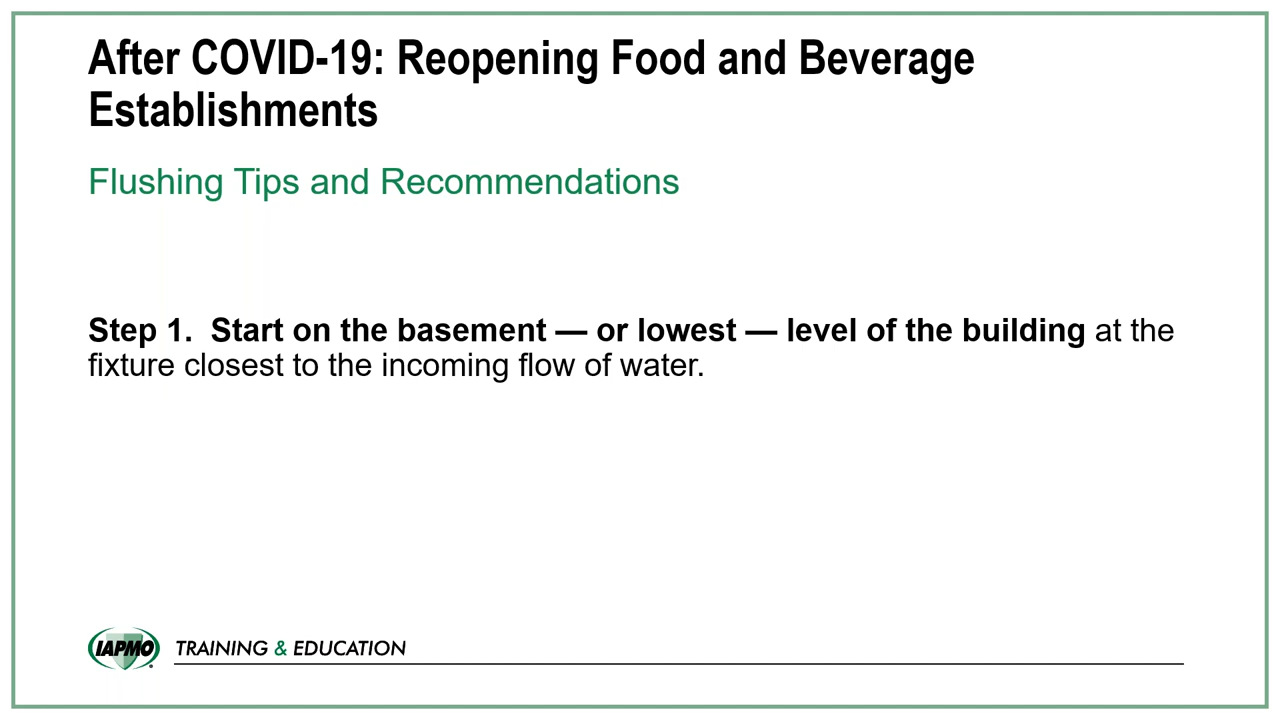 After COVID-19: Reopening Food and Beverage
Establishments
Flushing Tips and Recommendations
Step 1.  Start on the basement — or lowest — level of the building at the
fixture closest to the incoming flow of water.
IAPMO TRAINING & EDUCATION